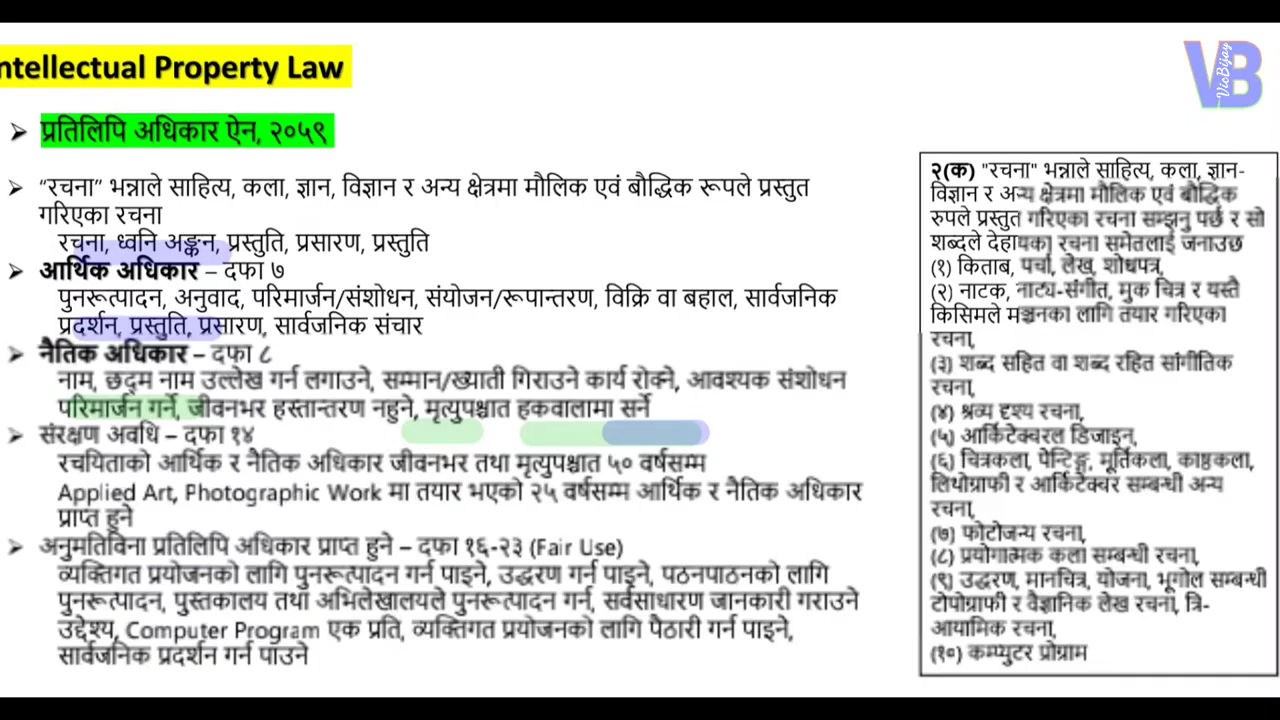 ntellectual Property Law
VB
VioBijay
➢ प्रतिलिपि अधिकार ऐन, २०५९
➢ “रचना” भन्नाले साहित्य, कला, ज्ञान, विज्ञान र अन्य क्षेत्रमा मौलिक एवं बौद्धिक रूपले प्रस्तुत
गरिएका रचना
रचना, ध्वनि अङ्कन, प्रस्तुति, प्रसारण, प्रस्तुति
➢ आर्थिक अधिकार – दफा ७
पुनरूत्पादन, अनुवाद, परिमार्जन/संशोधन, संयोजन/रूपान्तरण, विक्रि वा बहाल, सार्वजनिक
प्रदर्शन, प्रस्तुति, प्रसारण, सार्वजनिक संचार
➢ नैतिक अधिकार – दफा ८
नाम, छद्म नाम उल्लेख गर्न लगाउने, सम्मान/ख्याती गिराउने कार्य रोक्ने, आवश्यक संशोधन
परिमार्जन गर्ने, जीवनभर हस्तान्तरण नहुने, मृत्युपश्चात हकवालामा सर्ने
➢ संरक्षण अवधि – दफा १४
रचयिताको आर्थिक र नैतिक अधिकार जीवनभर तथा मृत्युपश्चात ५० वर्षसम्म
Applied Art, Photographic Work मा तयार भएको २५ वर्षसम्म आर्थिक र नैतिक अधिकार
प्राप्त हुने
➢ अनुमतिविना प्रतिलिपि अधिकार प्राप्त हुने – दफा १६-२३ (Fair Use)
व्यक्तिगत प्रयोजनको लागि पुनरूत्पादन गर्न पाइने, उद्धरण गर्न पाइने, पठनपाठनको लागि
पुनरूत्पादन, पुस्तकालय तथा अभिलेखालयले पुनरूत्पादन गर्न, सर्वसाधारण जानकारी गराउने
उद्देश्य, Computer Program एक प्रति, व्यक्तिगत प्रयोजनको लागि पैठारी गर्न पाइने,
सार्वजनिक प्रदर्शन गर्न पाउने
२(क) "रचना" भन्नाले साहित्य, कला, ज्ञान-
विज्ञान र अन्य क्षेत्रमा मौलिक एवं बौद्धिक
रुपले प्रस्तुत गरिएका रचना सम्झनु पर्छ र सो
शब्दले देहायका रचना समेतलाई जनाउछ
(१) किताब, पर्चा, लेख, शोधपत्र,
(२) नाटक, नाट्य-संगीत, मुक चित्र र यस्तै
किसिमले मञ्चनका लागि तयार गरिएका
रचना,
(३) शब्द सहित वा शब्द रहित सांगीतिक
रचना,
(४) श्रव्य दृश्य रचना,
(५) आर्किटेक्चरल डिजाइन,
(६) चित्रकला, पेन्टिङ्ग, मूर्तिकला, काष्ठकला,
लिथोग्राफी र आर्किटेक्चर सम्बन्धी अन्य
रचना,
(७) फोटोजन्य रचना,
(८) प्रयोगात्मक कला सम्बन्धी रचना,
(९) उद्धरण, मानचित्र, योजना, भूगोल सम्बन्धी
टोपोग्राफी र वैज्ञानिक लेख रचना, त्रि-
आयामिक रचना,
(१०) कम्प्युटर प्रोग्राम